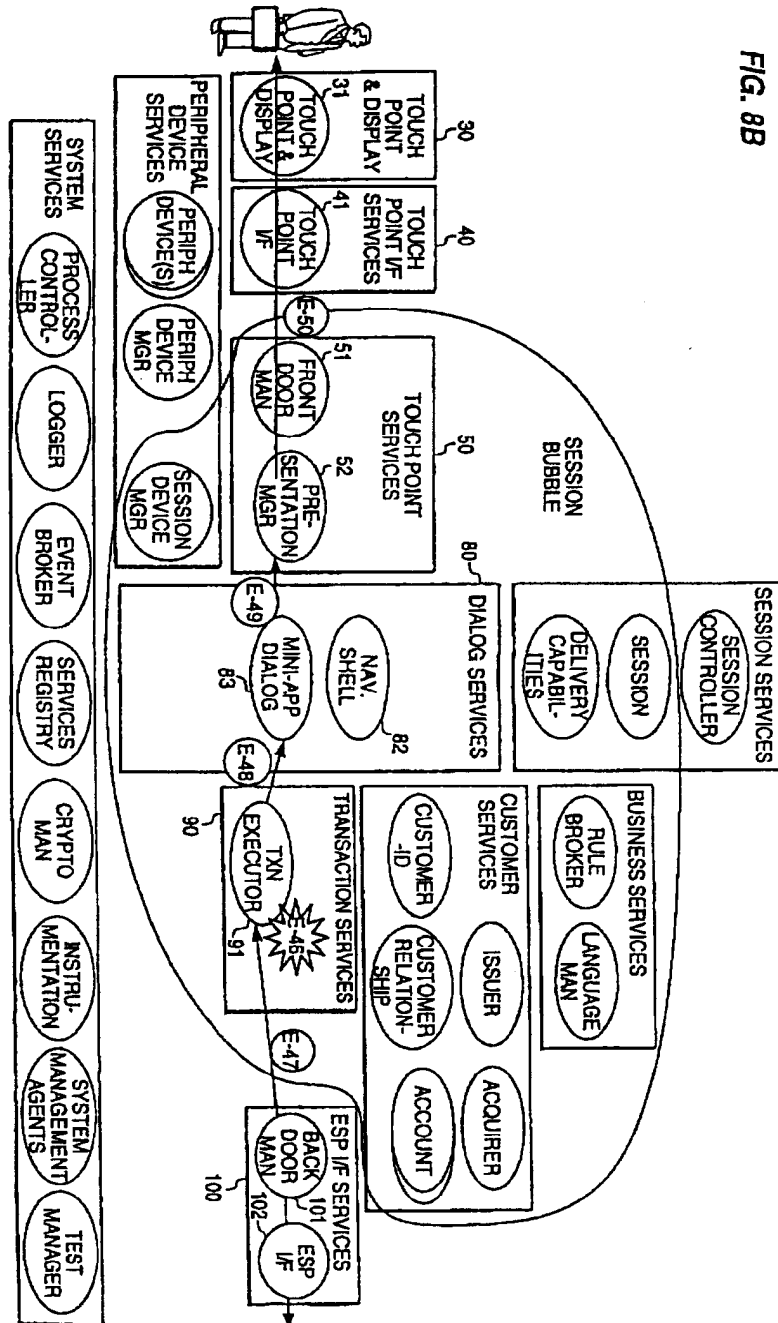 FIG. 8B
SESSION SERVICES
SESSION
CONTROLLER
SESSION
DELIVERY
CAPABIL-
ITIES
BUSINESS SERVICES
RULE
BROKER
LANGUAGE
MAN
SESSION
BUBBLE
CUSTOMER
SERVICES
ISSUER
ACQUIRER
CUSTOMER
-ID
CUSTOMER
RELATION-
SHIP
ACCOUNT
30
TOUCH
POINT
& DISPLAY
31
TOUCH
POINT &
DISPLAY
40
TOUCH
POINT I/F
SERVICES
41
TOUCH
POINT
I/F
E-50
50
TOUCH POINT
SERVICES
51
FRONT
DOOR
MAN
52
PRE-
SENTATION
MGR
80
DIALOG SERVICES
NAV.
SHELL
82
E-49
MINI-APP
DIALOG
83
E-48
TRANSACTION SERVICES
90
TXN
EXECUTOR
91
E-46
E-47
ESP I/F SERVICES
BACK
DOOR
MAN
101
ESP
I/F
102
100
PERIPHERAL
DEVICE
SERVICES
PERIPH
DEVICE(S)
PERIPH
DEVICE
MGR
SESSION
DEVICE
MGR
SYSTEM
SERVICES
PROCESS
CONTROL-
LER
LOGGER
EVENT
BROKER
SERVICES
REGISTRY
CRYPTO
MAN
INSTRU-
MENTATION
SYSTEM
MANAGEMENT
AGENTS
TEST
MANAGER